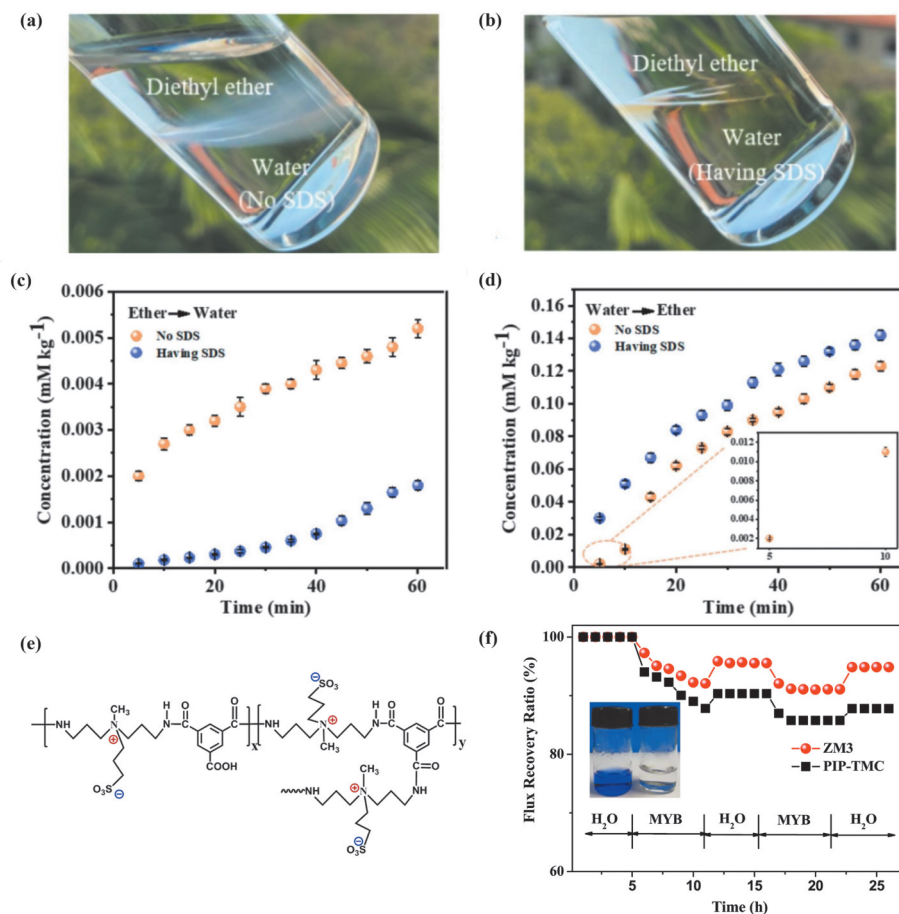 (a)
Diethyl ether
Water
(No SDS)
(b)
Diethyl ether
Water
(Having SDS)
(c)
Ether→Water
No SDS
Having SDS
0.006
0.005
0.004
0.003
0.002
0.001
0.000
0
20
40
60
Concentration (mM kg⁻¹)
Time (min)
(d)
Water→Ether
No SDS
Having SDS
0.16
0.14
0.12
0.10
0.08
0.06
0.04
0.02
0.00
0
20
40
60
Concentration (mM kg⁻¹)
Time (min)
0.012
0.010
0.008
0.006
0.004
0.002
5
10
(e)
NH
CH₃
N
⊕
SO₃
⊖
H
N
O
C
O
C
COOH
x
NH
SO₃
⊖
N
⊕
CH₃
NH
O
C
O
C
y
C=O
NH
CH₃
N
⊕
NH
O₃S
⊖
(f)
100
80
60
5
10
15
20
25
Flux Recovery Ratio (%)
Time (h)
ZM3
PIP-TMC
H₂O
MYB
H₂O
MYB
H₂O